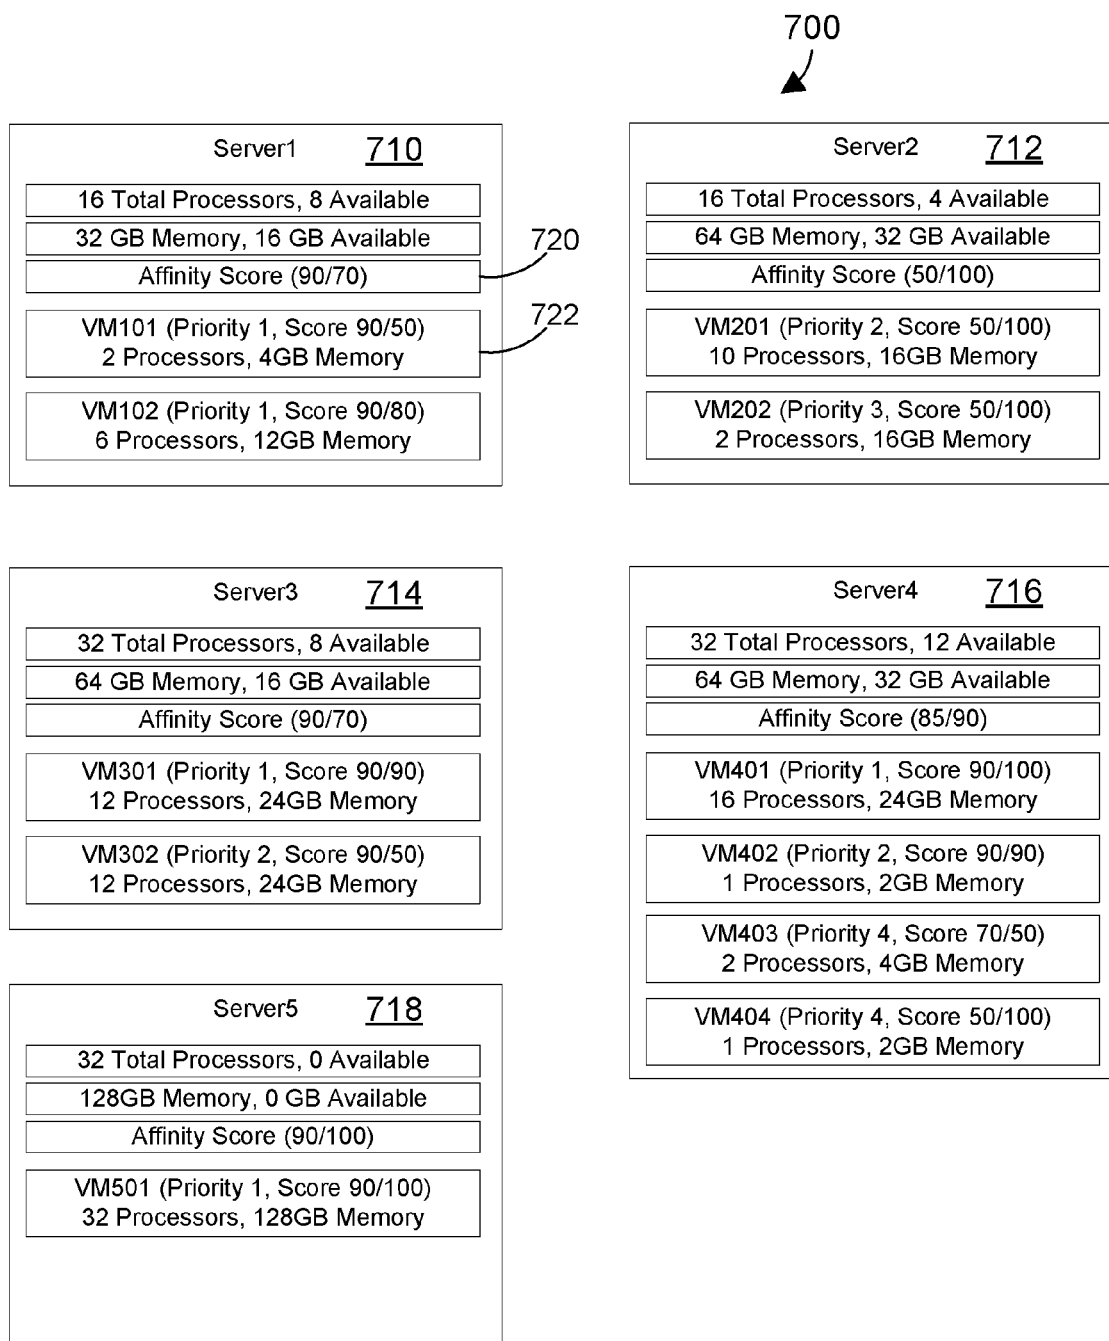 700
Server1 710
16 Total Processors, 8 Available
32 GB Memory, 16 GB Available
Affinity Score (90/70)
720
VM101 (Priority 1, Score 90/50)
2 Processors, 4GB Memory
722
VM102 (Priority 1, Score 90/80)
6 Processors, 12GB Memory
Server2 712
16 Total Processors, 4 Available
64 GB Memory, 32 GB Available
Affinity Score (50/100)
VM201 (Priority 2, Score 50/100)
10 Processors, 16GB Memory
VM202 (Priority 3, Score 50/100)
2 Processors, 16GB Memory
Server3 714
32 Total Processors, 8 Available
64 GB Memory, 16 GB Available
Affinity Score (90/70)
VM301 (Priority 1, Score 90/90)
12 Processors, 24GB Memory
VM302 (Priority 2, Score 90/50)
12 Processors, 24GB Memory
Server4 716
32 Total Processors, 12 Available
64 GB Memory, 32 GB Available
Affinity Score (85/90)
VM401 (Priority 1, Score 90/100)
16 Processors, 24GB Memory
VM402 (Priority 2, Score 90/90)
1 Processors, 2GB Memory
VM403 (Priority 4, Score 70/50)
2 Processors, 4GB Memory
VM404 (Priority 4, Score 50/100)
1 Processors, 2GB Memory
Server5 718
32 Total Processors, 0 Available
128GB Memory, 0 GB Available
Affinity Score (90/100)
VM501 (Priority 1, Score 90/100)
32 Processors, 128GB Memory